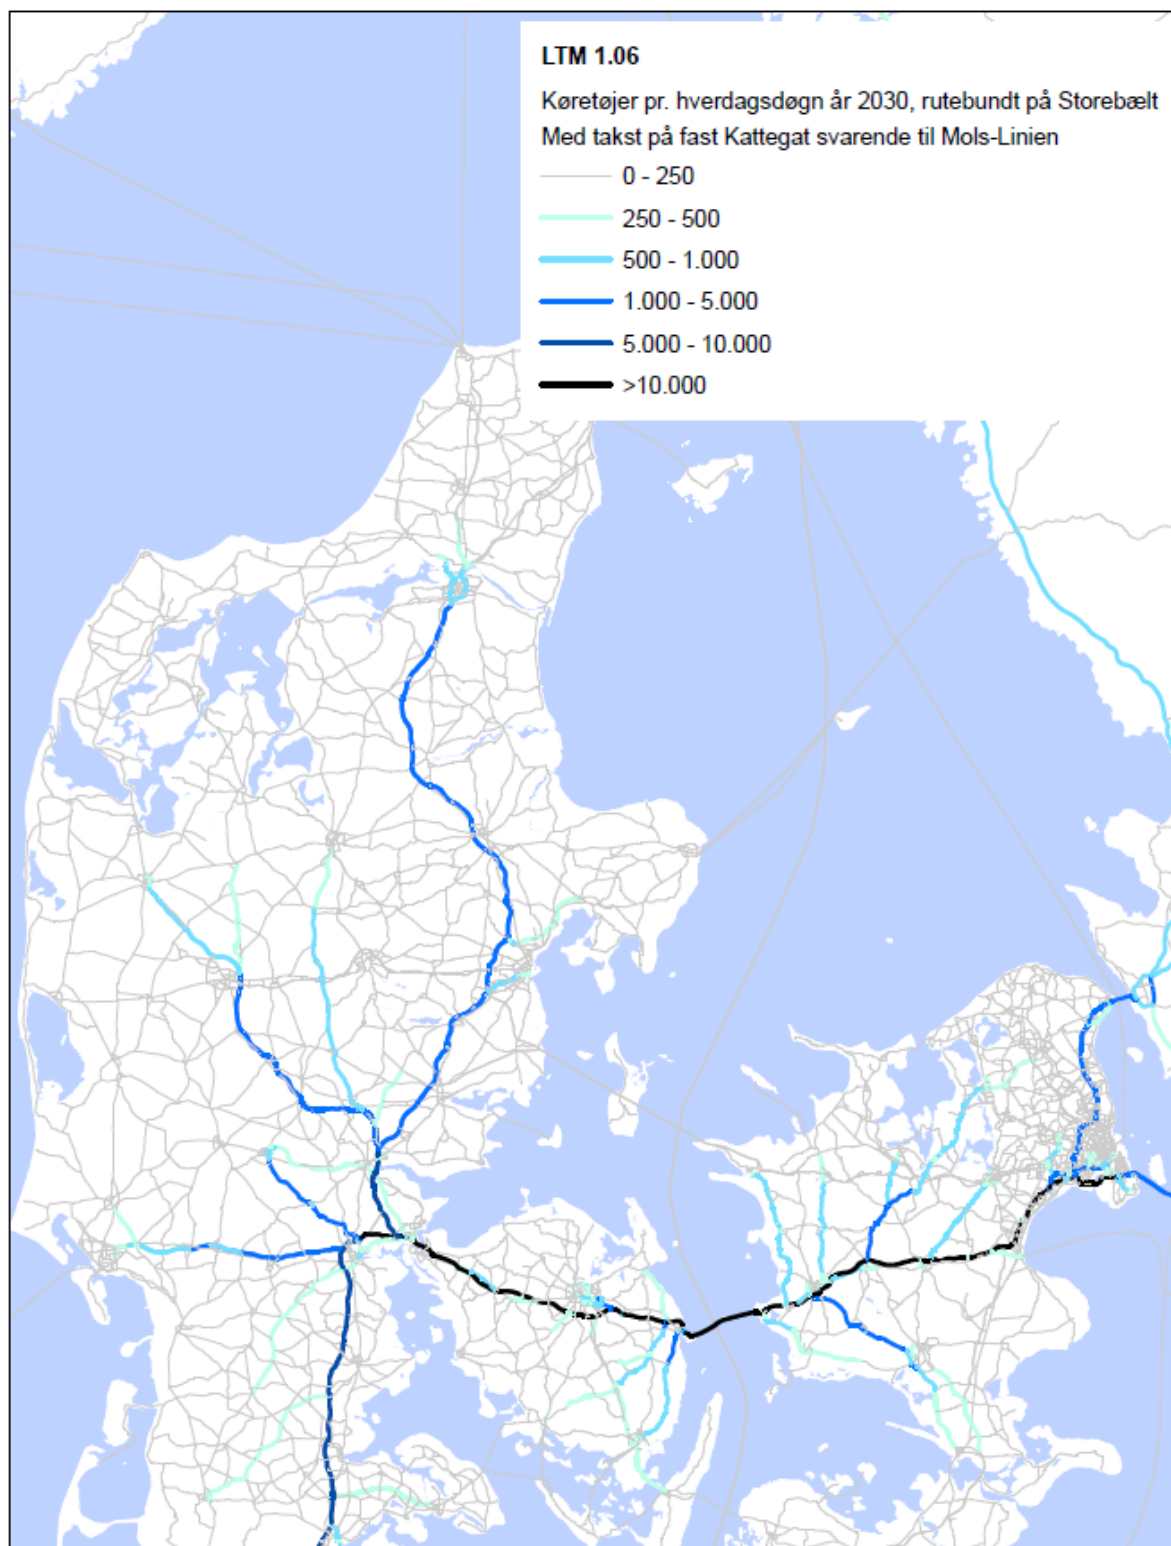 LTM 1.06
Køretøjer pr. hverdagsdøgn år 2030, rutebundt på Storebælt
Med takst på fast Kattegat svarende til Mols-Linien
0 - 250
250 - 500
500 - 1.000
1.000 - 5.000
5.000 - 10.000
>10.000